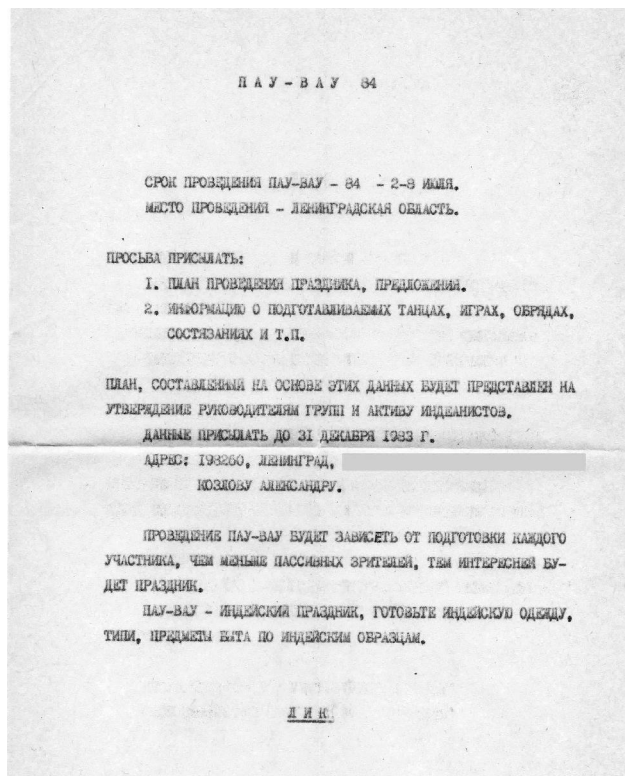 ПАУ-ВАУ 84
СРОК ПРОВЕДЕНИЯ ПАУ-ВАУ - 84 - 2-8 ИЮЛЯ.
МЕСТО ПРОВЕДЕНИЯ - ЛЕНИНГРАДСКАЯ ОБЛАСТЬ.
ПРОСЬБА ПРИСЫЛАТЬ:
1. ПЛАН ПРОВЕДЕНИЯ ПРАЗДНИКА, ПРЕДЛОЖЕНИЯ.
2. ИНФОРМАЦИЮ О ПОДГОТАВЛИВАЕМЫХ ТАНЦАХ, ИГРАХ, ОБРЯДАХ,
СОСТЯЗАНИЯХ И Т.П.
ПЛАН, СОСТАВЛЕННЫЙ НА ОСНОВЕ ЭТИХ ДАННЫХ БУДЕТ ПРЕДСТАВЛЕН НА
УТВЕРЖДЕНИЕ РУКОВОДИТЕЛЯМ ГРУПП И АКТИВУ ИНДЕАНИСТОВ.
ДАННЫЕ ПРИСЫЛАТЬ ДО 31 ДЕКАБРЯ 1983 Г.
АДРЕС: 198260, ЛЕНИНГРАД,
КОЗЛОВУ АЛЕКСАНДРУ.
ПРОВЕДЕНИЕ ПАУ-ВАУ БУДЕТ ЗАВИСЕТЬ ОТ ПОДГОТОВКИ КАЖДОГО
УЧАСТНИКА, ЧЕМ МЕНЬШЕ ПАССИВНЫХ ЗРИТЕЛЕЙ, ТЕМ ИНТЕРЕСНЕЙ БУ-
ДЕТ ПРАЗДНИК.
ПАУ-ВАУ - ИНДЕЙСКИЙ ПРАЗДНИК, ГОТОВЬТЕ ИНДЕЙСКУЮ ОДЕЖДУ,
ТИПИ, ПРЕДМЕТЫ БЫТА ПО ИНДЕЙСКИМ ОБРАЗЦАМ.
ЛИК